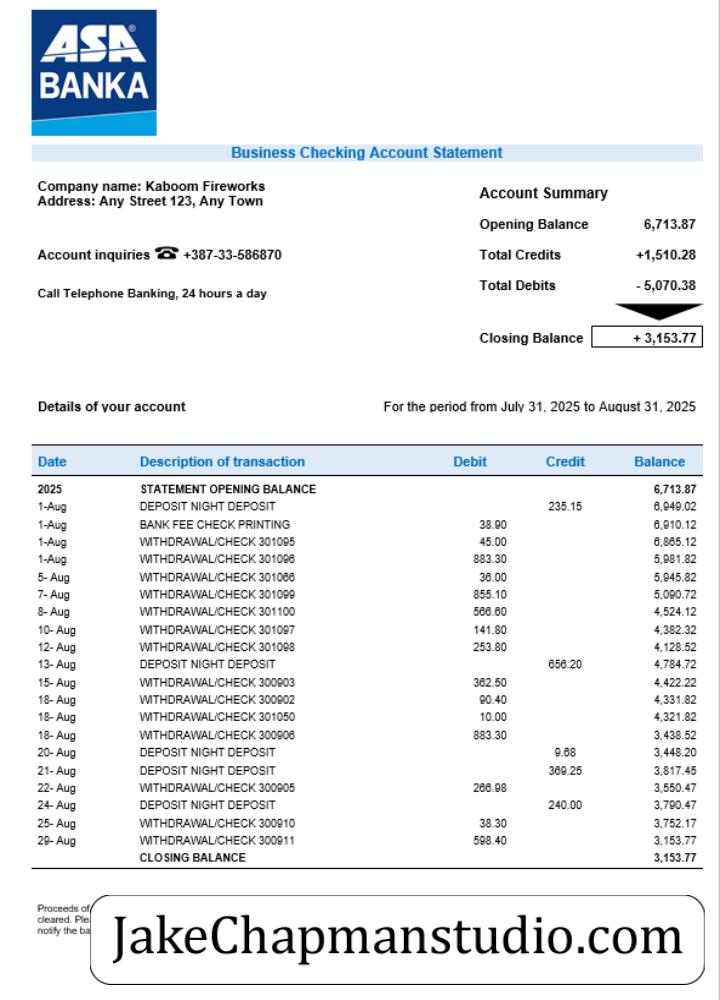 ASA®
BANKA
Business Checking Account Statement
Company name: Kaboom Fireworks
Address: Any Street 123, Any Town
Account inquiries ☎ +387-33-586870
Call Telephone Banking, 24 hours a day
Account Summary
Opening Balance 6,713.87
Total Credits +1,510.28
Total Debits - 5,070.38
Closing Balance + 3,153.77
Details of your account For the period from July 31, 2025 to August 31, 2025
Date Description of transaction Debit Credit Balance
2025 STATEMENT OPENING BALANCE 6,713.87
1-Aug DEPOSIT NIGHT DEPOSIT 235.15 6,949.02
1-Aug BANK FEE CHECK PRINTING 38.90 6,910.12
1-Aug WITHDRAWAL/CHECK 301095 45.00 6,865.12
1-Aug WITHDRAWAL/CHECK 301096 883.30 5,981.82
5- Aug WITHDRAWAL/CHECK 301066 36.00 5,945.82
7- Aug WITHDRAWAL/CHECK 301099 855.10 5,090.72
8- Aug WITHDRAWAL/CHECK 301100 566.60 4,524.12
10- Aug WITHDRAWAL/CHECK 301097 141.80 4,382.32
12- Aug WITHDRAWAL/CHECK 301098 253.80 4,128.52
13- Aug DEPOSIT NIGHT DEPOSIT 656.20 4,784.72
15- Aug WITHDRAWAL/CHECK 300903 362.50 4,422.22
18- Aug WITHDRAWAL/CHECK 300902 90.40 4,331.82
18- Aug WITHDRAWAL/CHECK 301050 10.00 4,321.82
18- Aug WITHDRAWAL/CHECK 300906 883.30 3,438.52
20- Aug DEPOSIT NIGHT DEPOSIT 9.68 3,448.20
21- Aug DEPOSIT NIGHT DEPOSIT 369.25 3,817.45
22- Aug WITHDRAWAL/CHECK 300905 266.98 3,550.47
24- Aug DEPOSIT NIGHT DEPOSIT 240.00 3,790.47
25- Aug WITHDRAWAL/CHECK 300910 38.30 3,752.17
29- Aug WITHDRAWAL/CHECK 300911 598.40 3,153.77
CLOSING BALANCE 3,153.77
Proceeds of
cleared.
notify the
JakeChapmanstudio.com